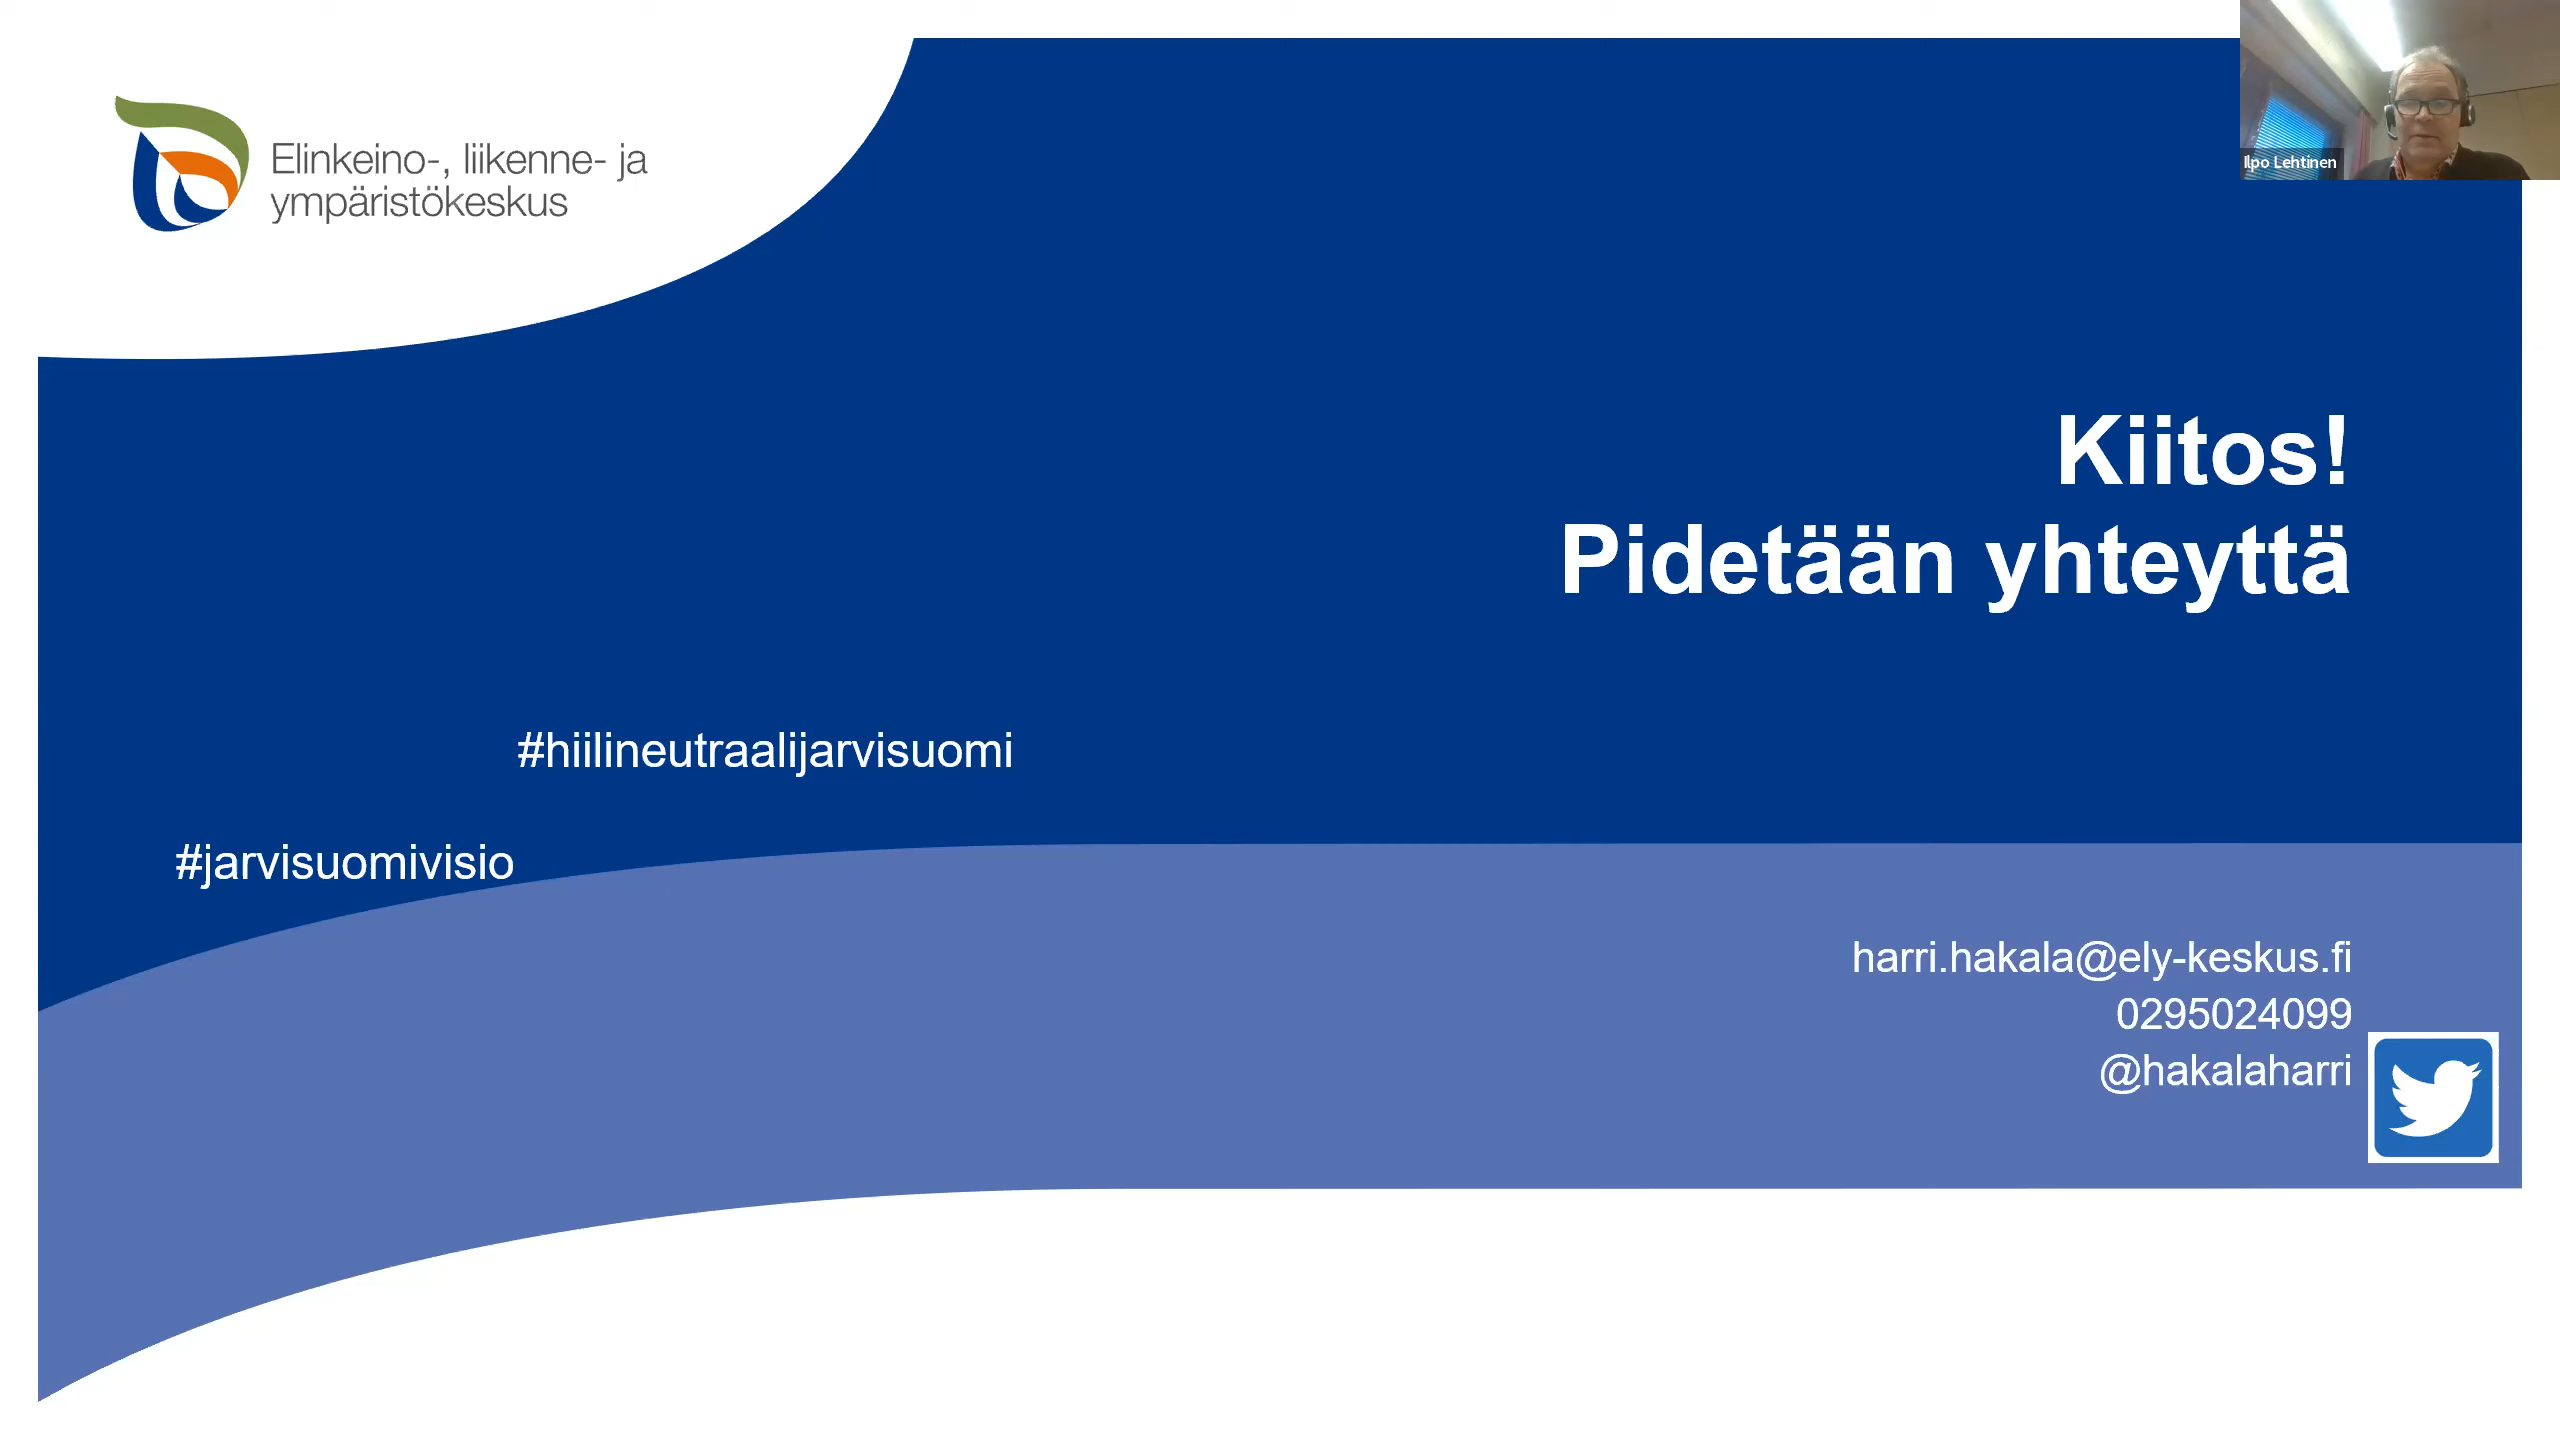 Elinkeino-, liikenne- ja
ympäristökeskus
Ilpo Lehtinen
Kiitos!
Pidetään yhteyttä
#hiilineutraalijarvisuomi
#jarvisuomivisio
harri.hakala@ely-keskus.fi
0295024099
@hakalaharri